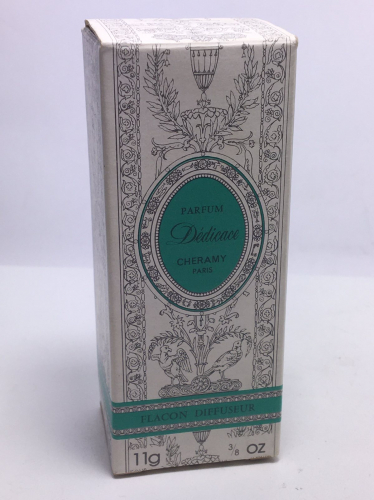 PARFUM
Dédicace
CHERAMY
PARIS
FLACON DIFFUSEUR
11g 3/8 OZ